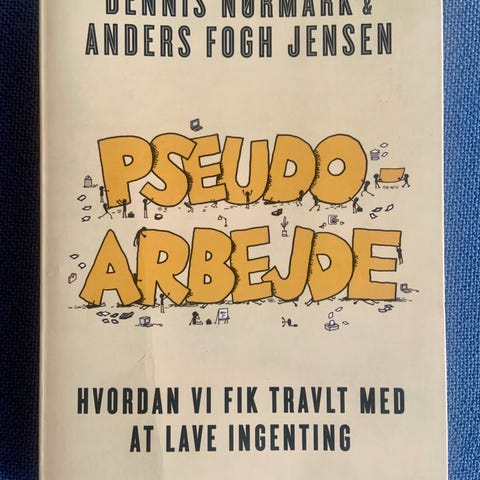 DENNIS NØRMARK &
ANDERS FOGH JENSEN
PSEUDO
ARBEJDE
HVORDAN VI FIK TRAVLT MED
AT LAVE INGENTING